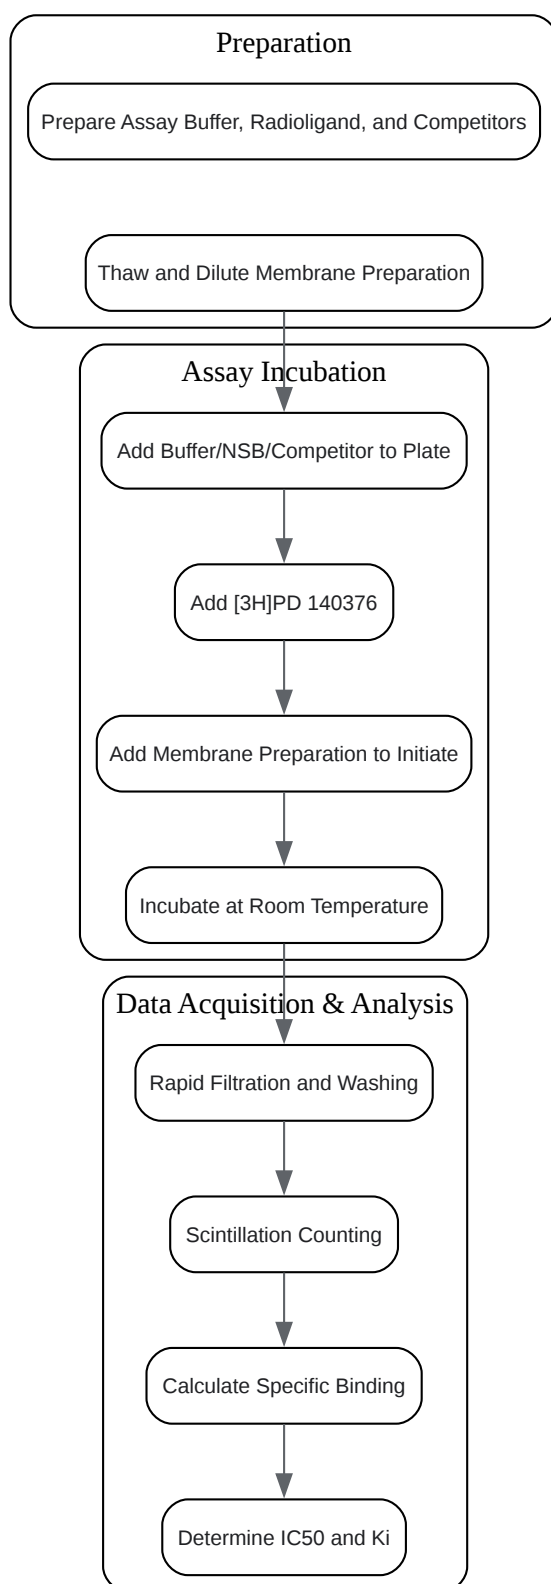 Preparation
Prepare Assay Buffer, Radioligand, and Competitors
Thaw and Dilute Membrane Preparation
Assay Incubation
Add Buffer/NSB/Competitor to Plate
Add [3H]PD 140376
Add Membrane Preparation to Initiate
Incubate at Room Temperature
Data Acquisition & Analysis
Rapid Filtration and Washing
Scintillation Counting
Calculate Specific Binding
Determine IC50 and Ki